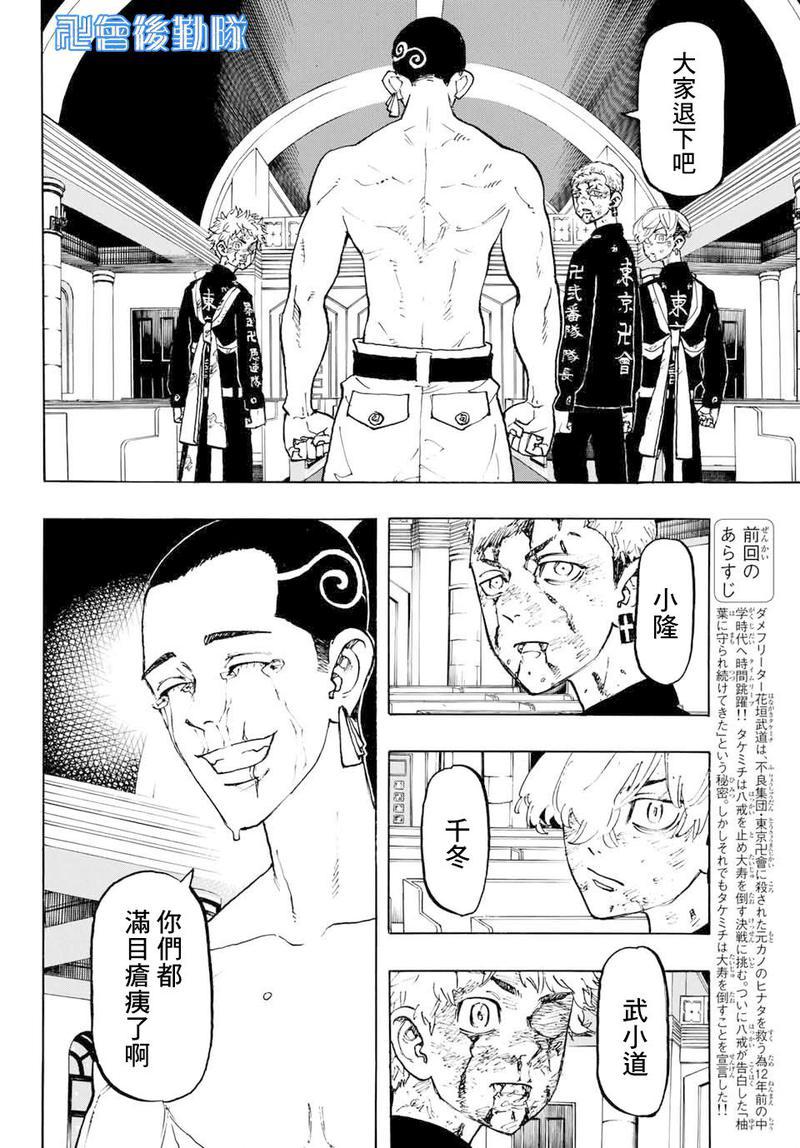 卍會後勤隊
大家退下吧
東京卍會
卍弐番隊 隊長
東
東京
小隆
千冬
武小道
你們都
滿目瘡痍了啊
前回の
あらすじ
ダメフリーター花垣武道は、不良集団・東京卍會に殺された元カノのヒナタを救う為12年前の中
学時代へ時間跳躍!! タケミチは八戒を止め大寿を倒す決戦に挑む。ついに八戒が告白した「柚
葉に守られ続けてきた」という秘密。しかしそれでもタケミチは大寿を倒すことを宣言した!!